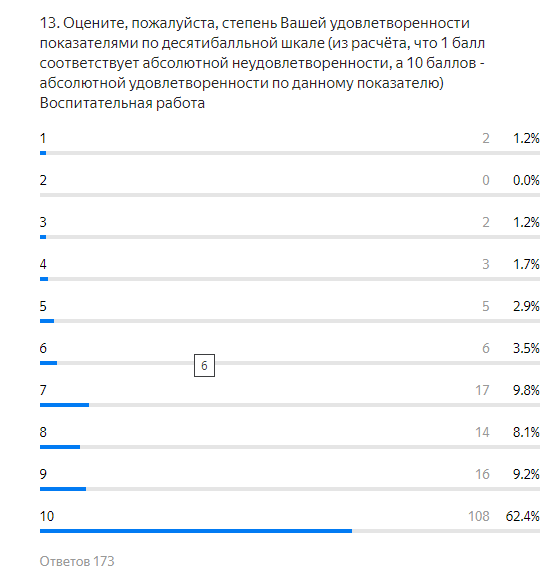 13. Оцените, пожалуйста, степень Вашей удовлетворенности
показателями по десятибалльной шкале (из расчёта, что 1 балл
соответствует абсолютной неудовлетворенности, а 10 баллов -
абсолютной удовлетворенности по данному показателю)
Воспитательная работа
1 2 1.2%
2 0 0.0%
3 2 1.2%
4 3 1.7%
5 5 2.9%
6 6 3.5%
6
7 17 9.8%
8 14 8.1%
9 16 9.2%
10 108 62.4%
Ответов 173